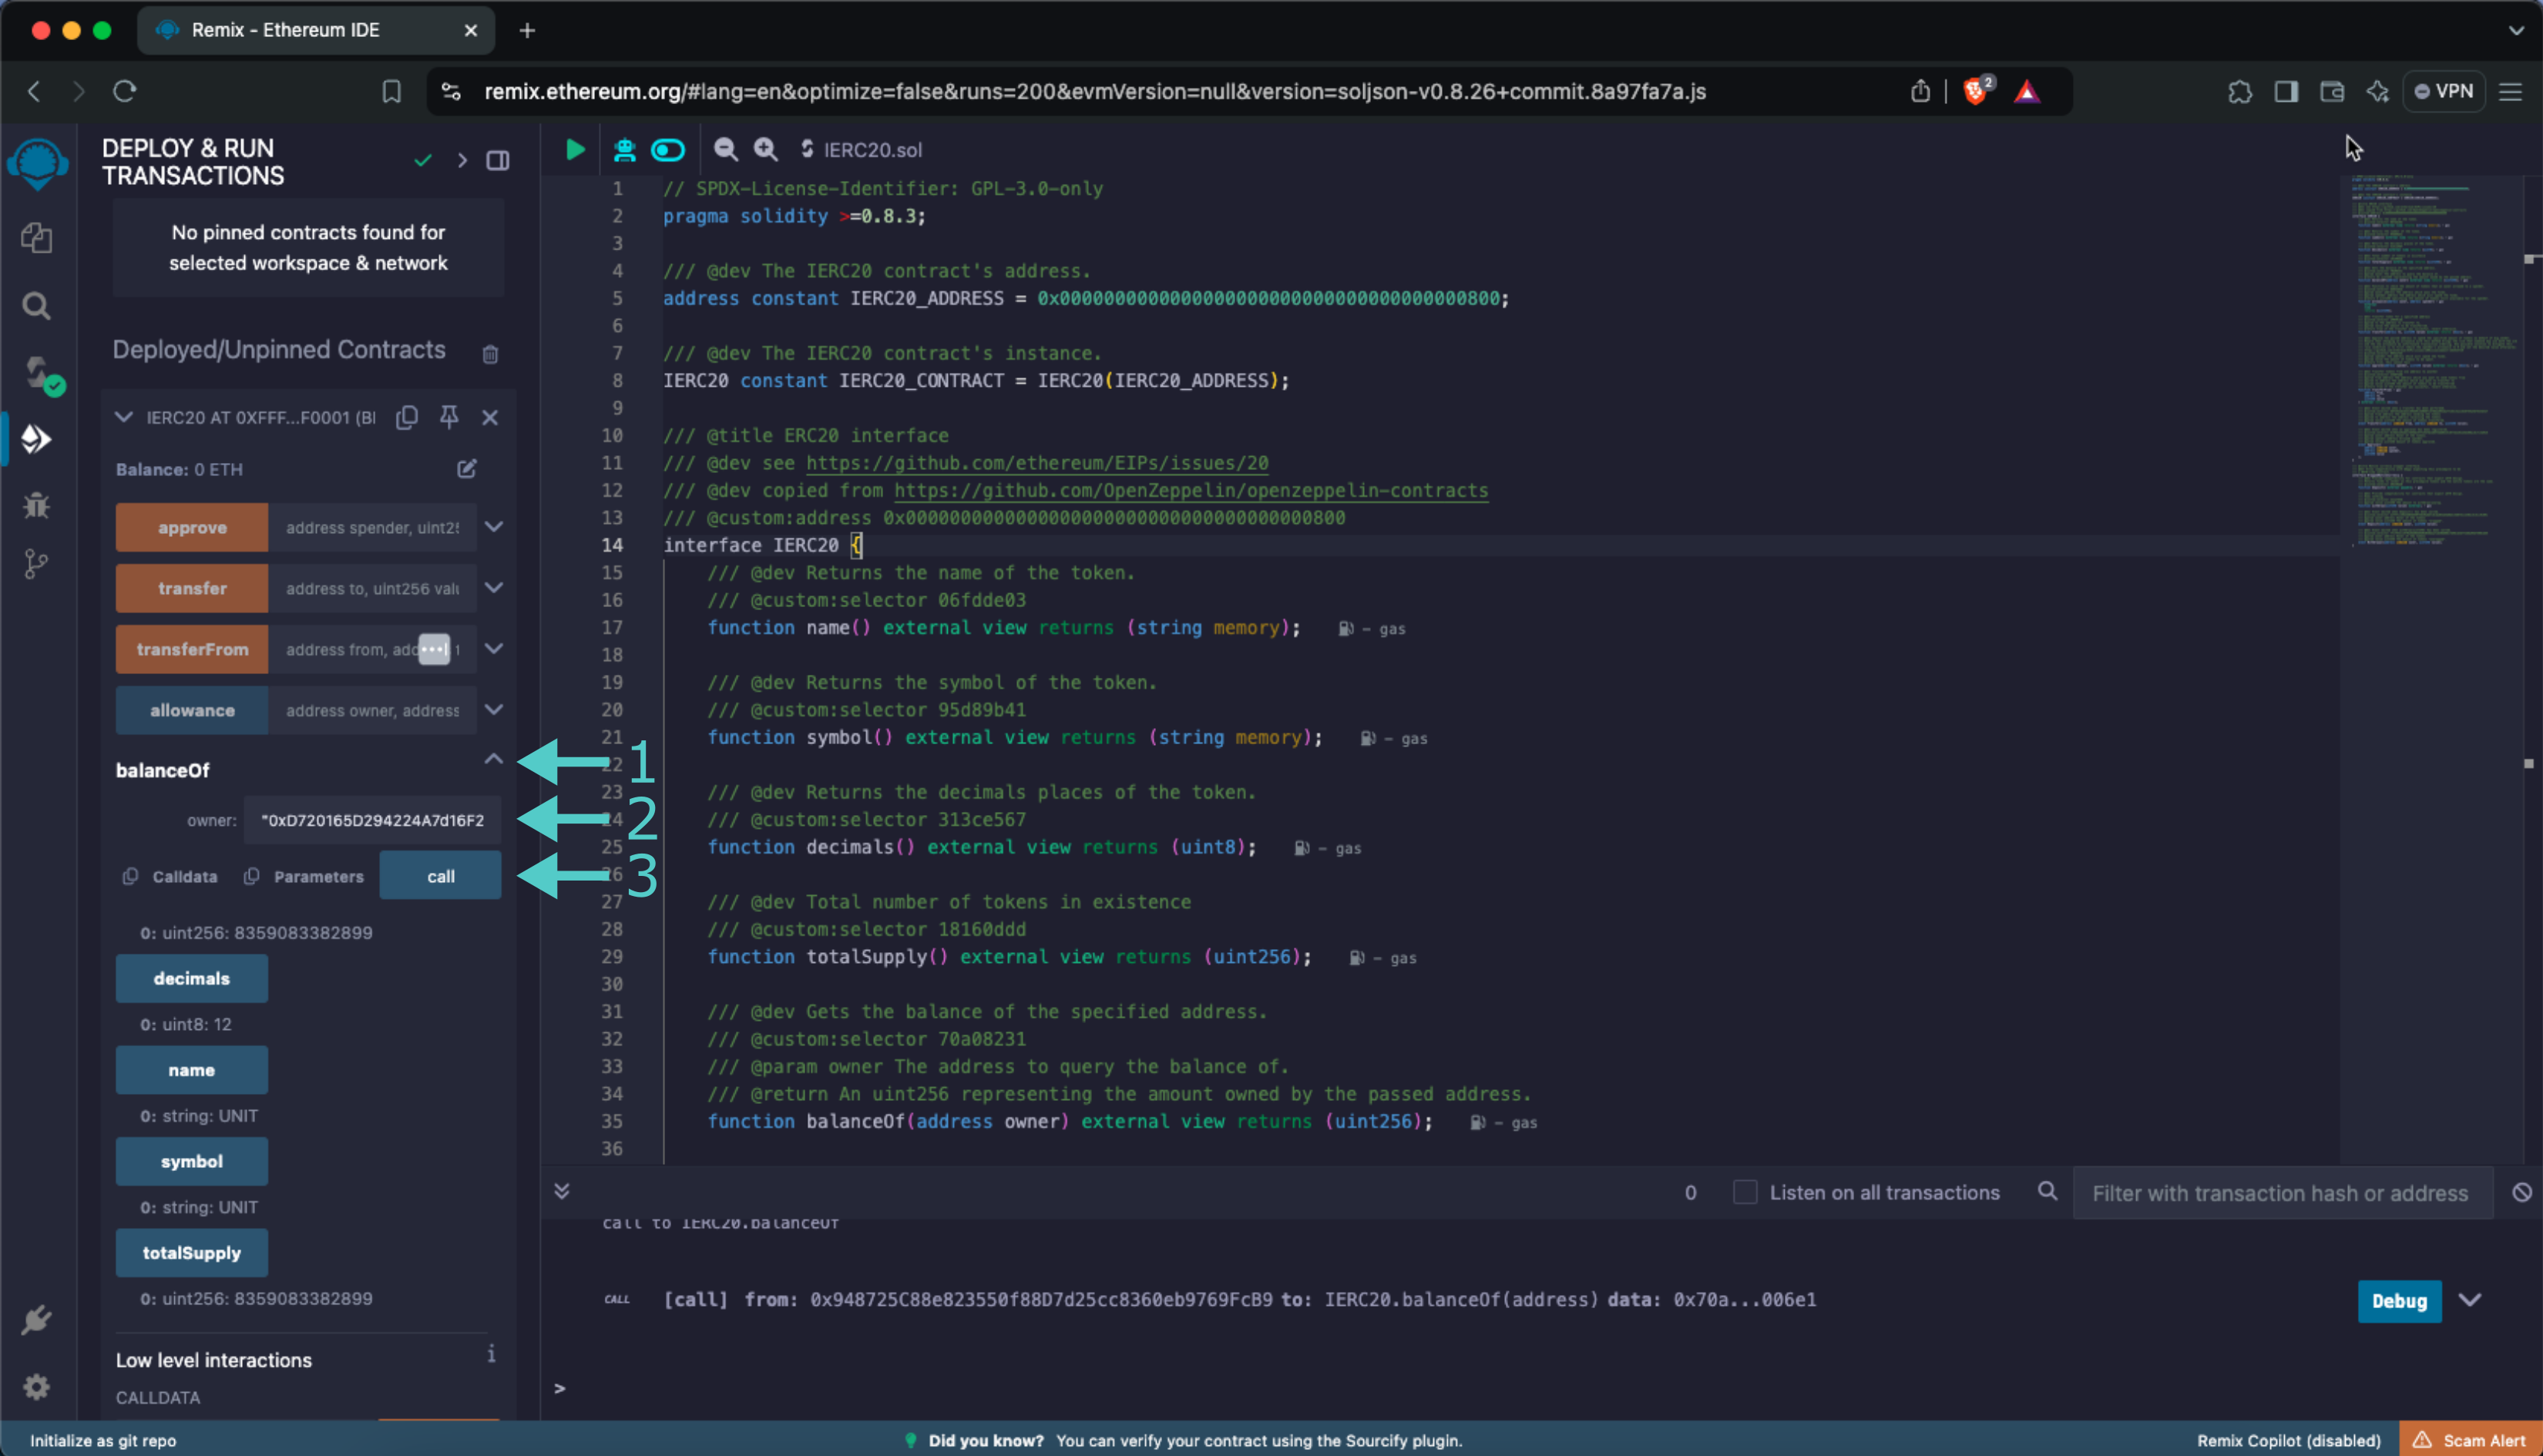 Remix - Ethereum IDE
remix.ethereum.org/#lang=en&optimize=false&runs=200&evmVersion=null&version=soljson-v0.8.26+commit.8a97fa7a.js
2
VPN
DEPLOY & RUN
TRANSACTIONS
No pinned contracts found for
selected workspace & network
Deployed/Unpinned Contracts
IERC20 AT 0XFFF...F0001 (Bl
Balance: 0 ETH
approve address spender, uint25
transfer address to, uint256 valu
transferFrom address from, add
allowance address owner, address
balanceOf
1
owner: "0xD720165D294224A7d16F2
2
Calldata Parameters call
3
0: uint256: 8359083382899
decimals
0: uint8: 12
name
0: string: UNIT
symbol
0: string: UNIT
totalSupply
0: uint256: 8359083382899
Low level interactions
CALLDATA
IERC20.sol
1 // SPDX-License-Identifier: GPL-3.0-only
2 pragma solidity >=0.8.3;
3
4 /// @dev The IERC20 contract's address.
5 address constant IERC20_ADDRESS = 0x0000000000000000000000000000000000000800;
6
7 /// @dev The IERC20 contract's instance.
8 IERC20 constant IERC20_CONTRACT = IERC20(IERC20_ADDRESS);
9
10 /// @title ERC20 interface
11 /// @dev see https://github.com/ethereum/EIPs/issues/20
12 /// @dev copied from https://github.com/OpenZeppelin/openzeppelin-contracts
13 /// @custom:address 0x0000000000000000000000000000000000000800
14 interface IERC20 {
15 /// @dev Returns the name of the token.
16 /// @custom:selector 06fdde03
17 function name() external view returns (string memory); - gas
18
19 /// @dev Returns the symbol of the token.
20 /// @custom:selector 95d89b41
21 function symbol() external view returns (string memory); - gas
22
23 /// @dev Returns the decimals places of the token.
24 /// @custom:selector 313ce567
25 function decimals() external view returns (uint8); - gas
26
27 /// @dev Total number of tokens in existence
28 /// @custom:selector 18160ddd
29 function totalSupply() external view returns (uint256); - gas
30
31 /// @dev Gets the balance of the specified address.
32 /// @custom:selector 70a08231
33 /// @param owner The address to query the balance of.
34 /// @return An uint256 representing the amount owned by the passed address.
35 function balanceOf(address owner) external view returns (uint256); - gas
36
0 Listen on all transactions Filter with transaction hash or address
call to IERC20.balanceOf
CALL [call] from: 0x948725C88e823550f88D7d25cc8360eb9769FcB9 to: IERC20.balanceOf(address) data: 0x70a...006e1 Debug
>
Initialize as git repo
Did you know? You can verify your contract using the Sourcify plugin.
Remix Copilot (disabled)
Scam Alert